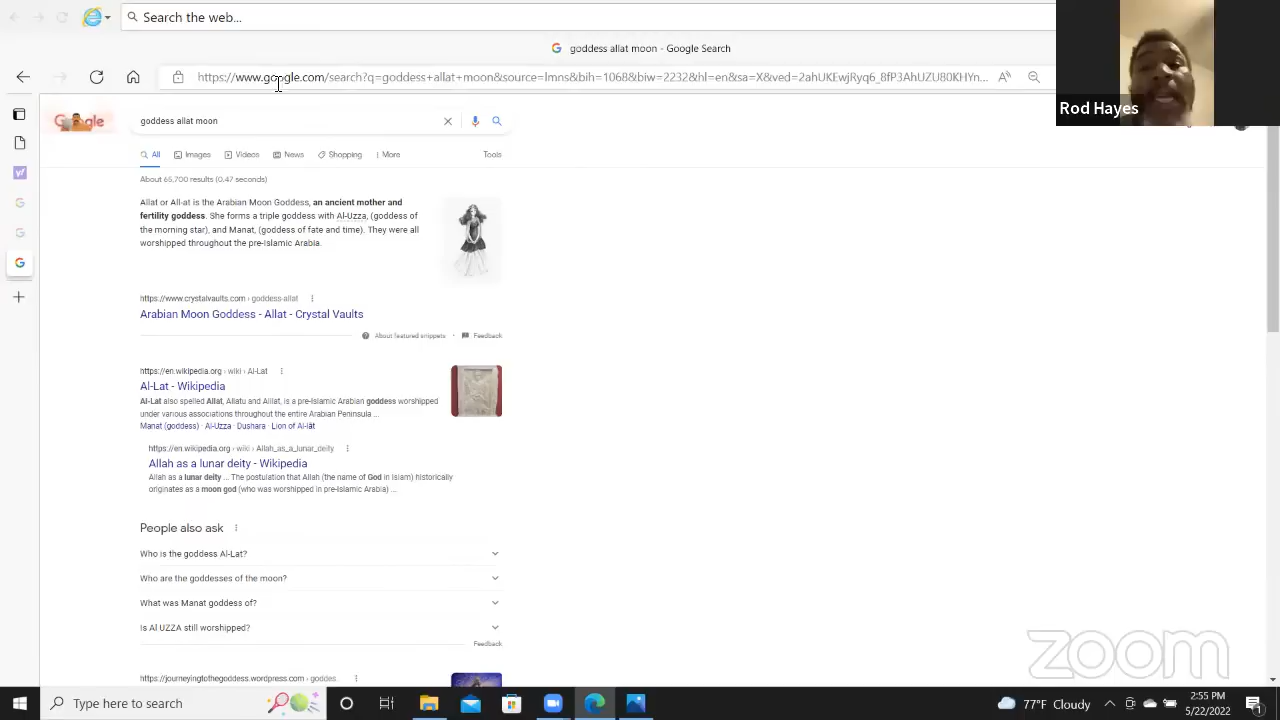 Search the web...
goddess allat moon - Google Search
https://www.google.com/search?q=goddess+allat+moon&source=lmns&bih=1068&biw=2232&hl=en&sa=X&ved=2ahUKEwjRyq6_8fP3AhUZU80KHYn...
Rod Hayes
goddess allat moon
All Images Videos News Shopping More Tools
About 65,700 results (0.47 seconds)
Allat or All-at is the Arabian Moon Goddess, an ancient mother and
fertility goddess. She forms a triple goddess with Al-Uzza, (goddess of
the morning star), and Manat, (goddess of fate and time). They were all
worshipped throughout the pre-Islamic Arabia.
https://www.crystalvaults.com › goddess-allat
Arabian Moon Goddess - Allat - Crystal Vaults
About featured snippets · Feedback
https://en.wikipedia.org › wiki › Al-Lat
Al-Lat - Wikipedia
Al-Lat also spelled Allat, Allatu and Alilat, is a pre-Islamic Arabian goddess worshipped
under various associations throughout the entire Arabian Peninsula ...
Manat (goddess) · Al-Uzza · Dushara · Lion of Al-lāt
https://en.wikipedia.org › wiki › Allah_as_a_lunar_deity
Allah as a lunar deity - Wikipedia
Allah as a lunar deity ... The postulation that Allah (the name of God in Islam) historically
originates as a moon god (who was worshipped in pre-Islamic Arabia) ...
People also ask
Who is the goddess Al-Lat?
Who are the goddesses of the moon?
What was Manat goddess of?
Is Al UZZA still worshipped?
Feedback
https://journeyingtothegoddess.wordpress.com › goddes...
zoom
Type here to search
77°F Cloudy
2:55 PM
5/22/2022
1